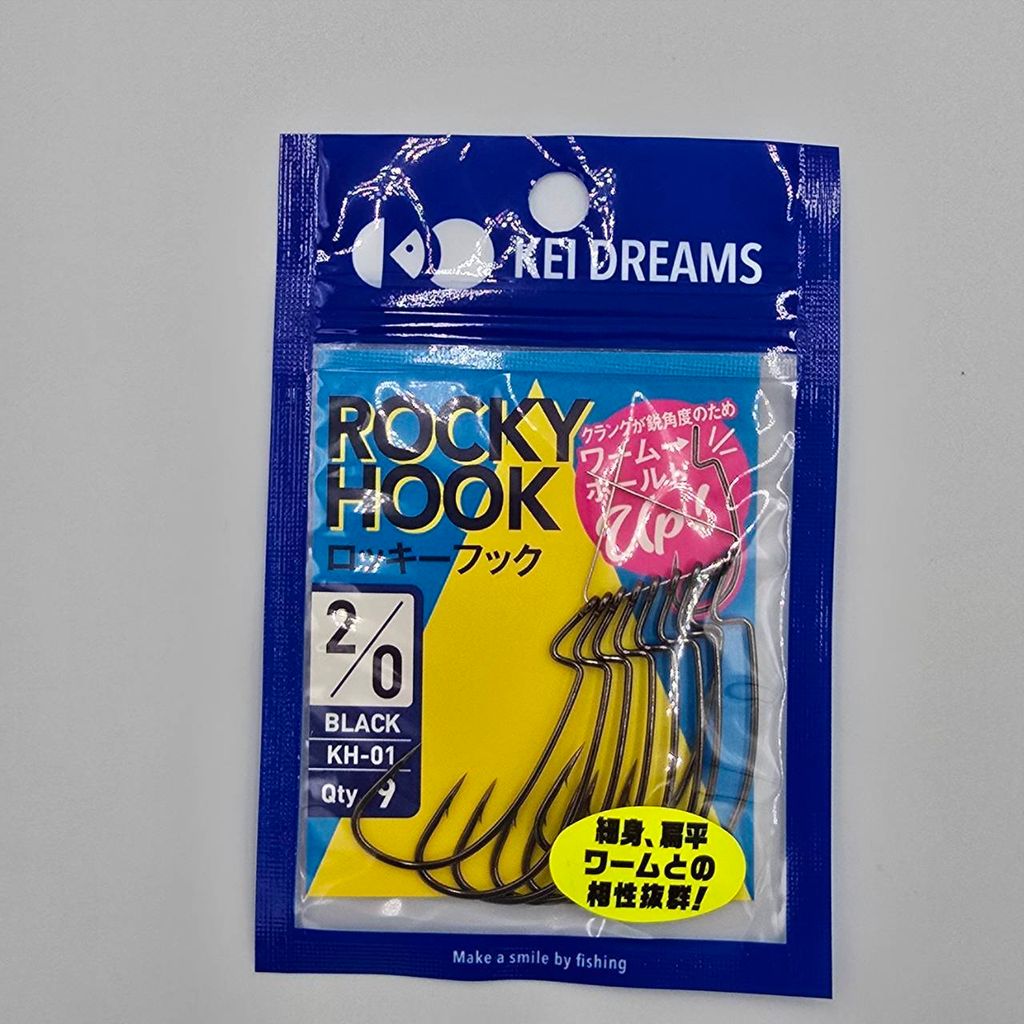 KEI DREAMS
ROCKY
HOOK
ロッキーフック
クランクが鋭角度のため
ワーム
ホールド
Up!
2/0
BLACK
KH-01
Qty. 9
細身、扁平
ワームとの
相性抜群!
Make a smile by fishing